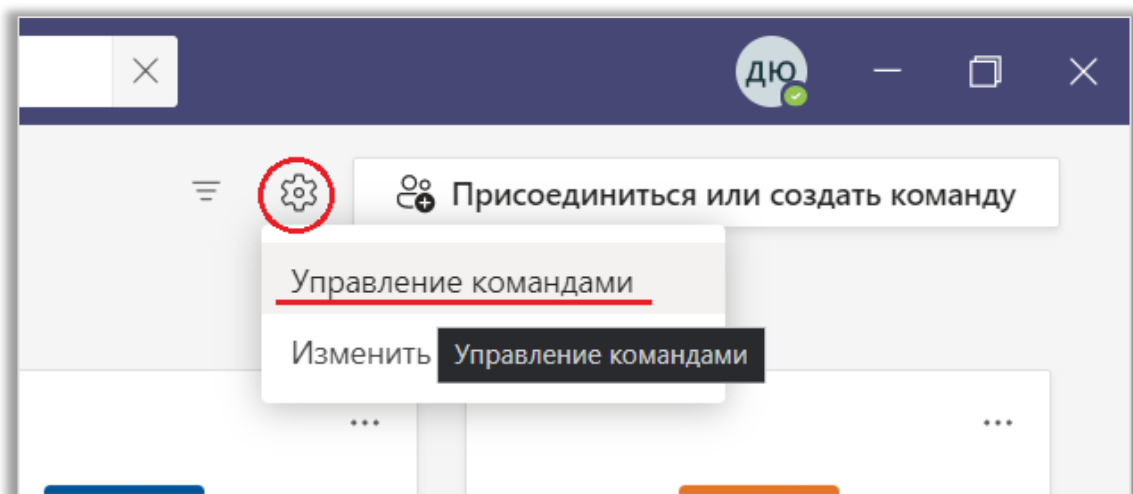 ДЮ
Присоединиться или создать команду
Управление командами
Изменить
Управление командами